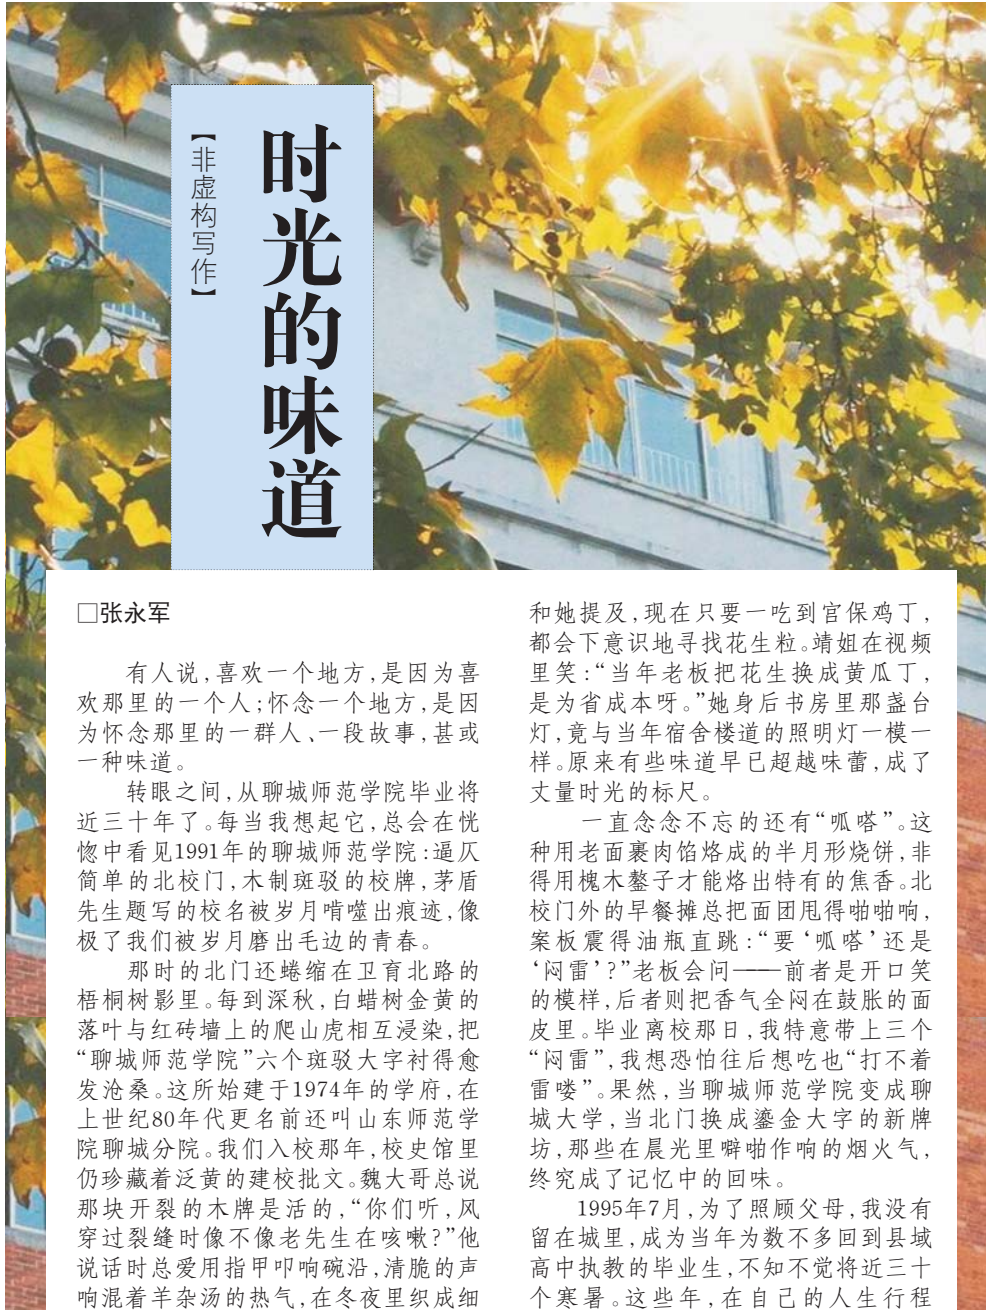 【非虚构写作】
时光的味道
□张永军
有人说,喜欢一个地方,是因为喜
欢那里的一个人;怀念一个地方,是因
为怀念那里的一群人、一段故事,甚或
一种味道。
转眼之间,从聊城师范学院毕业将
近三十年了。每当我想起它,总会在恍
惚中看见1991年的聊城师范学院:逼仄
简单的北校门,木制斑驳的校牌,茅盾
先生题写的校名被岁月啃噬出痕迹,像
极了我们被岁月磨出毛边的青春。
那时的北门还蜷缩在卫育北路的
梧桐树影里。每到深秋,白蜡树金黄的
落叶与红砖墙上的爬山虎相互浸染,把
“聊城师范学院”六个斑驳大字衬得愈
发沧桑。这所始建于1974年的学府,在
上世纪80年代更名前还叫山东师范学
院聊城分院。我们入校那年,校史馆里
仍珍藏着泛黄的建校批文。魏大哥总说
那块开裂的木牌是活的,“你们听,风
穿过裂缝时像不像老先生在咳嗽?”他
说话时总爱用指甲叩响碗沿,清脆的声
响混着羊杂汤的热气,在冬夜里织成细
和她提及,现在只要一吃到宫保鸡丁,
都会下意识地寻找花生粒。靖姐在视频
里笑:“当年老板把花生换成黄瓜丁,
是为省成本呀。”她身后书房里那盏台
灯,竟与当年宿舍楼道的照明灯一模一
样。原来有些味道早已超越味蕾,成了
丈量时光的标尺。
一直念念不忘的还有“呱嗒”。这
种用老面裹肉馅烙成的半月形烧饼,非
得用槐木鏊子才能烙出特有的焦香。北
校门外的早餐摊总把面团甩得啪啪响,
案板震得油瓶直跳:“要‘呱嗒’还是
‘闷雷’?”老板会问——前者是开口笑
的模样,后者则把香气全闷在鼓胀的面
皮里。毕业离校那日,我特意带上三个
“闷雷”,我想恐怕往后想吃也“打不着
雷喽”。果然,当聊城师范学院变成聊
城大学,当北门换成鎏金大字的新牌
坊,那些在晨光里噼啪作响的烟火气,
终究成了记忆中的回味。
1995年7月,为了照顾父母,我没有
留在城里,成为当年为数不多回到县域
高中执教的毕业生,不知不觉将近三十
个寒暑。这些年,在自己的人生行程